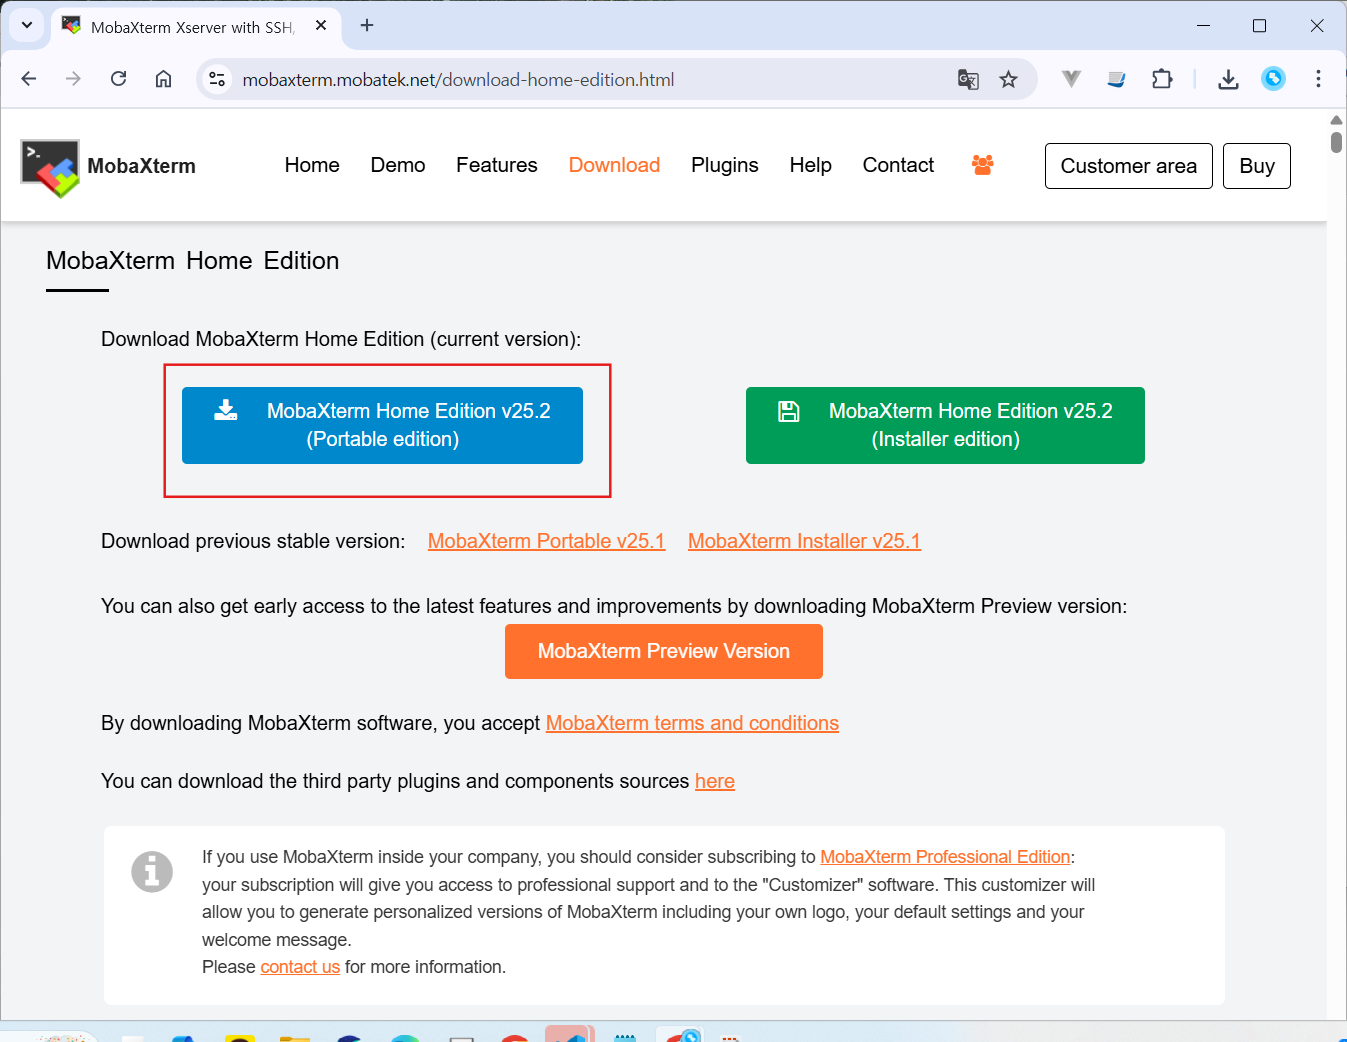 MobaXterm Xserver with SSH,
mobaxterm.mobatek.net/download-home-edition.html
MobaXterm
Home
Demo
Features
Download
Plugins
Help
Contact
Customer area
Buy
MobaXterm Home Edition
Download MobaXterm Home Edition (current version):
MobaXterm Home Edition v25.2
(Portable edition)
MobaXterm Home Edition v25.2
(Installer edition)
Download previous stable version: MobaXterm Portable v25.1 MobaXterm Installer v25.1
You can also get early access to the latest features and improvements by downloading MobaXterm Preview version:
MobaXterm Preview Version
By downloading MobaXterm software, you accept MobaXterm terms and conditions
You can download the third party plugins and components sources here
If you use MobaXterm inside your company, you should consider subscribing to MobaXterm Professional Edition:
your subscription will give you access to professional support and to the "Customizer" software. This customizer will
allow you to generate personalized versions of MobaXterm including your own logo, your default settings and your
welcome message.
Please contact us for more information.